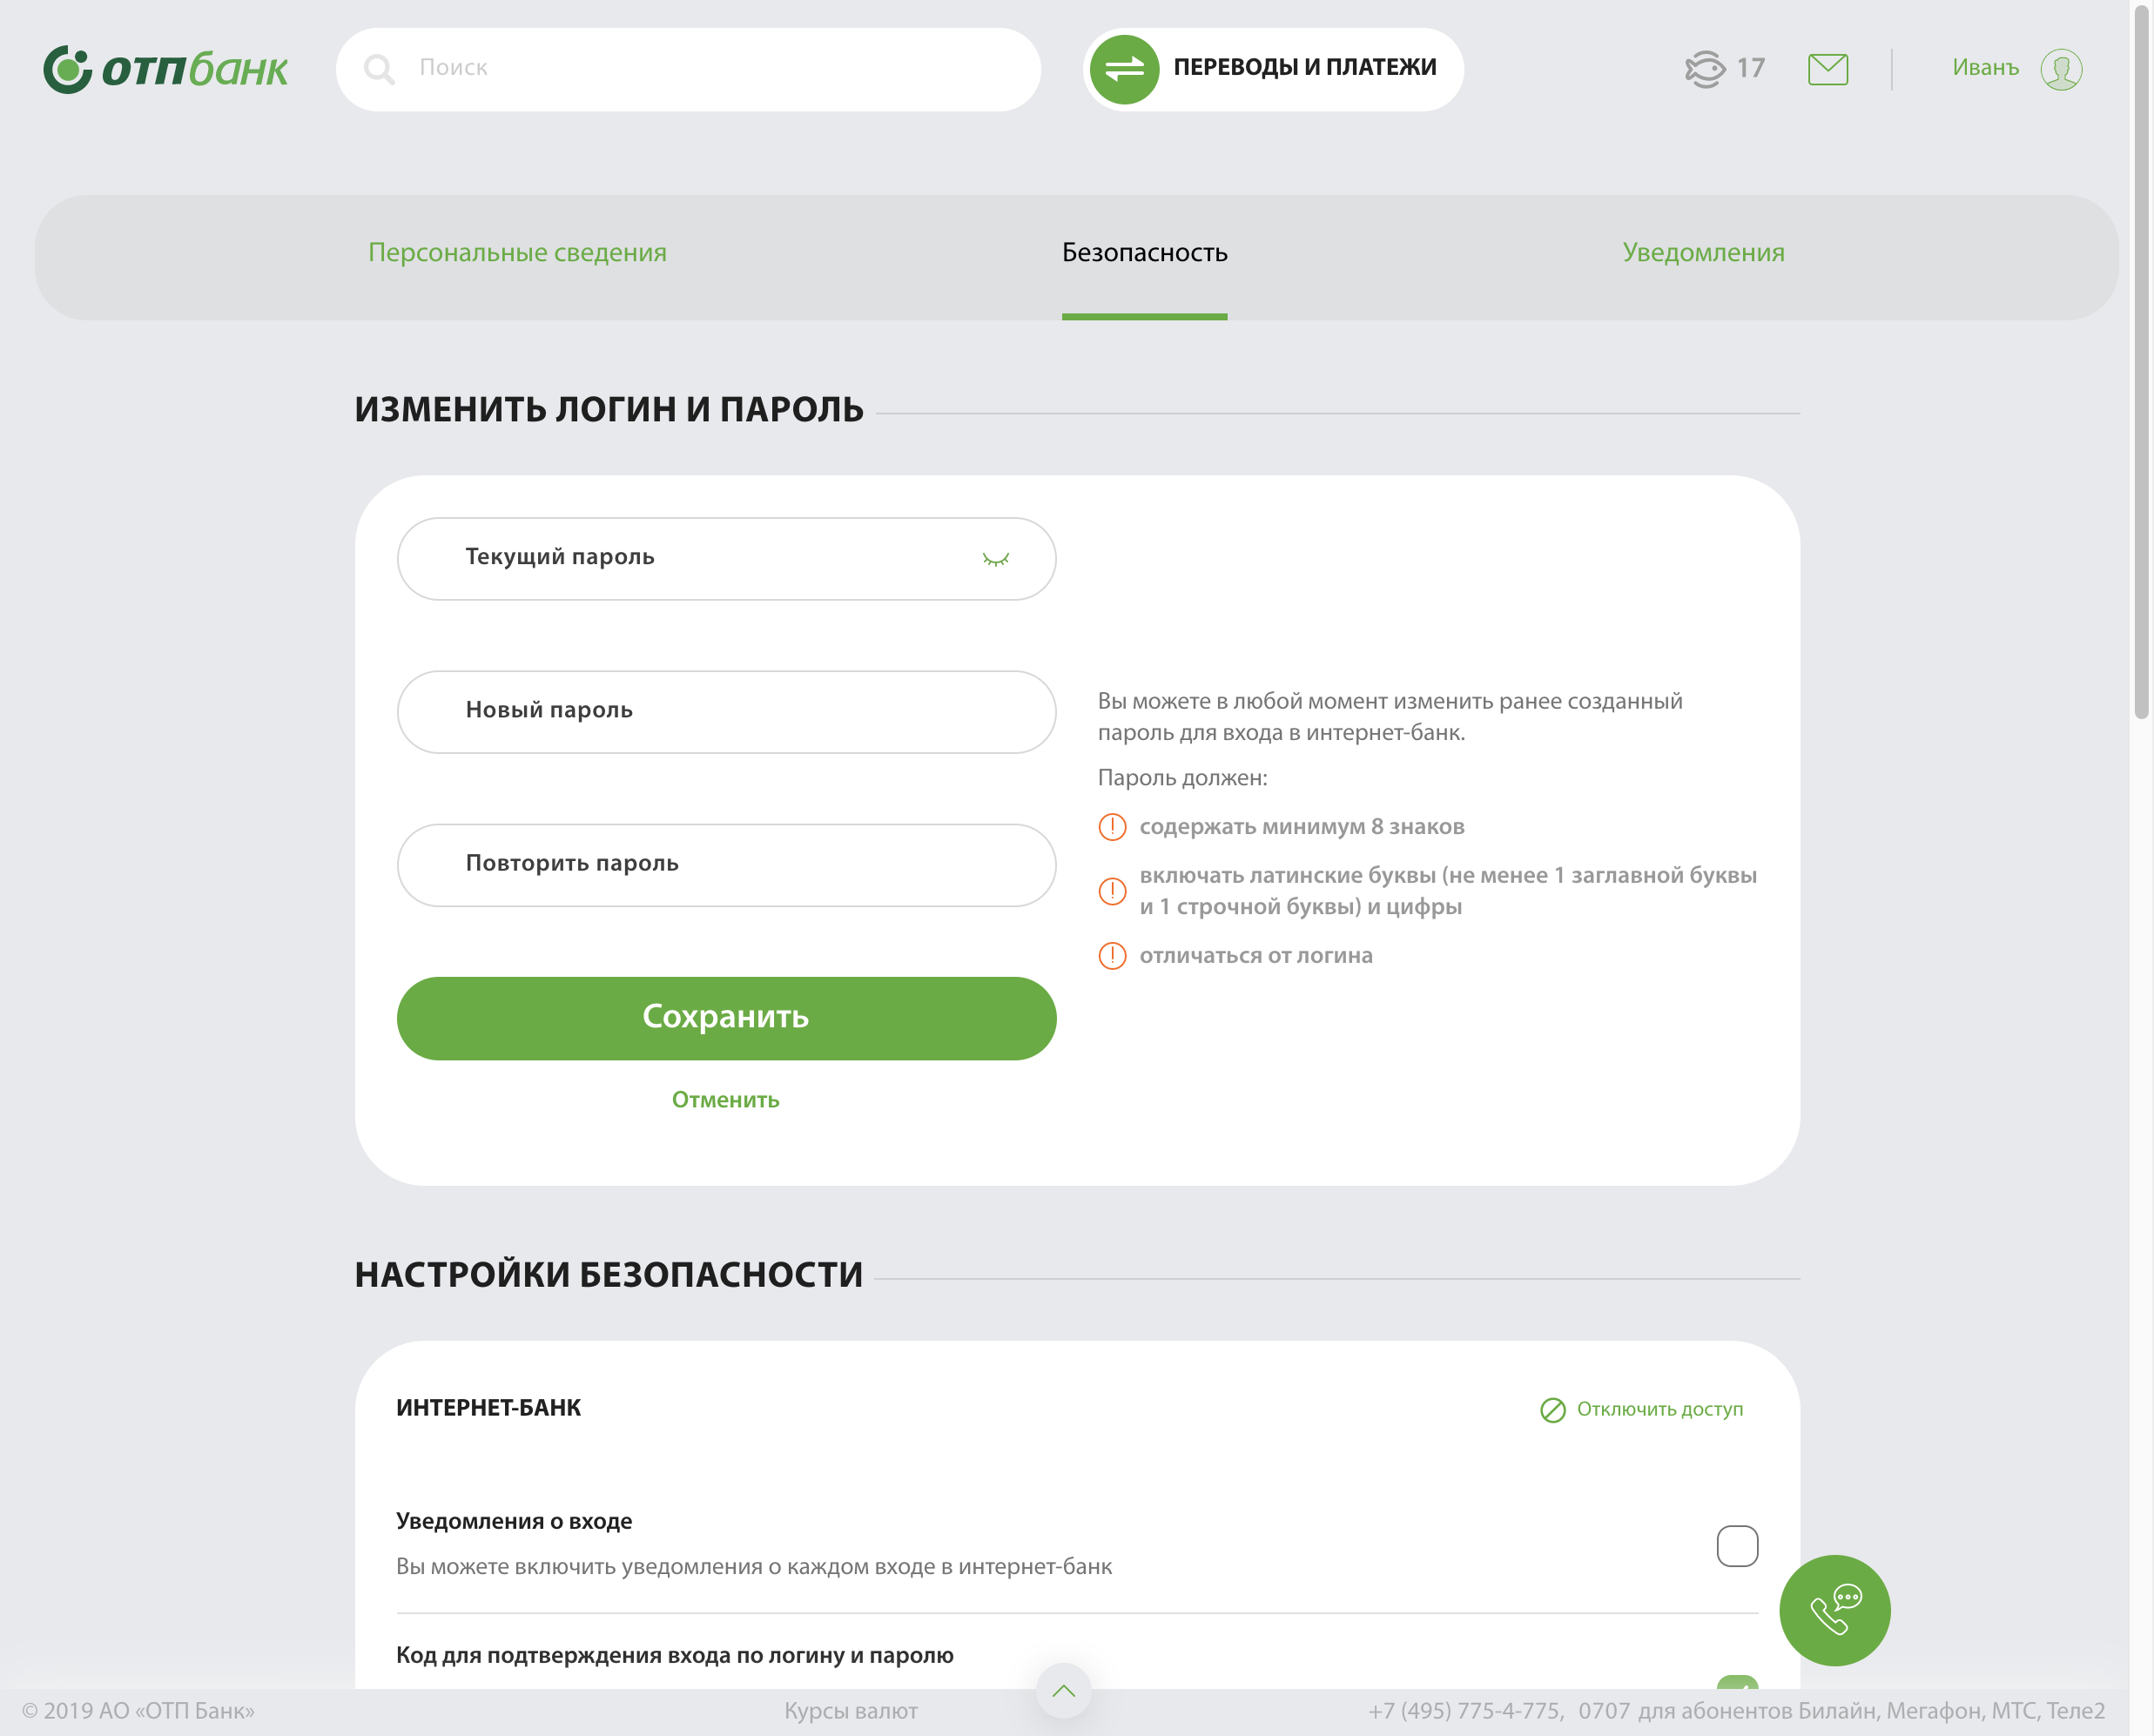 отпбанк
Поиск
ПЕРЕВОДЫ И ПЛАТЕЖИ
17
Иванъ
Персональные сведения
Безопасность
Уведомления
ИЗМЕНИТЬ ЛОГИН И ПАРОЛЬ
Текущий пароль
Новый пароль
Повторить пароль
Сохранить
Отменить
Вы можете в любой момент изменить ранее созданный
пароль для входа в интернет-банк.
Пароль должен:
содержать минимум 8 знаков
включать латинские буквы (не менее 1 заглавной буквы
и 1 строчной буквы) и цифры
отличаться от логина
НАСТРОЙКИ БЕЗОПАСНОСТИ
ИНТЕРНЕТ-БАНК
Отключить доступ
Уведомления о входе
Вы можете включить уведомления о каждом входе в интернет-банк
Код для подтверждения входа по логину и паролю
© 2019 АО «ОТП Банк»
Курсы валют
+7 (495) 775-4-775, 0707 для абонентов Билайн, Мегафон, МТС, Теле2